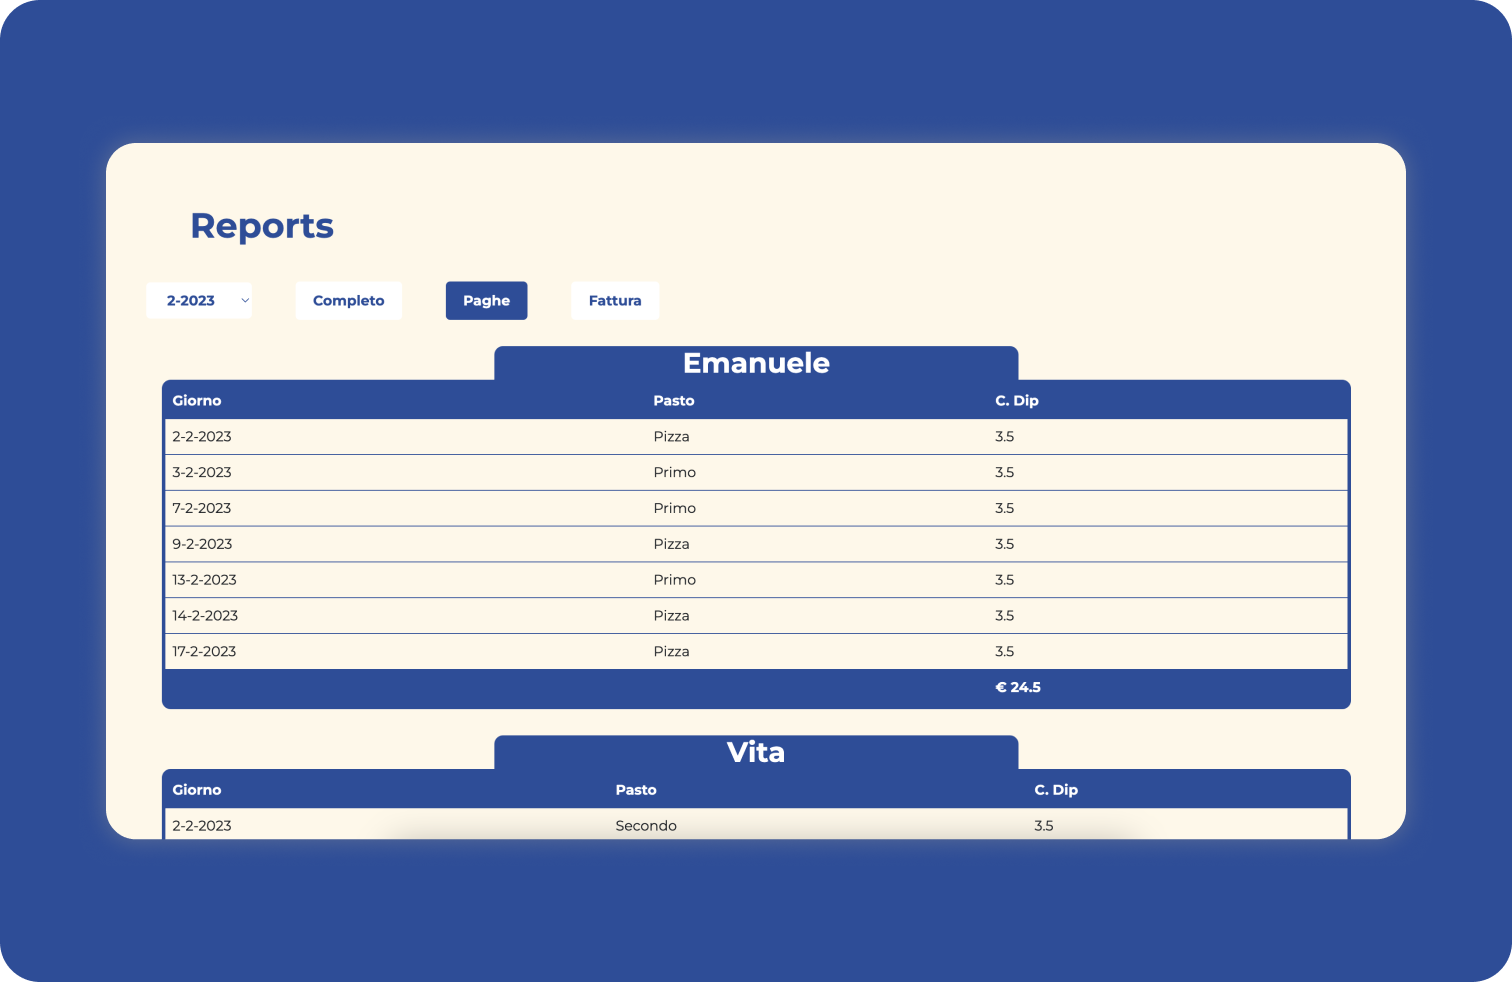 Reports
2-2023 Completo Paghe Fattura
Emanuele
Giorno Pasto C. Dip
2-2-2023 Pizza 3.5
3-2-2023 Primo 3.5
7-2-2023 Primo 3.5
9-2-2023 Pizza 3.5
13-2-2023 Primo 3.5
14-2-2023 Pizza 3.5
17-2-2023 Pizza 3.5
€ 24.5
Vita
Giorno Pasto C. Dip
2-2-2023 Secondo 3.5